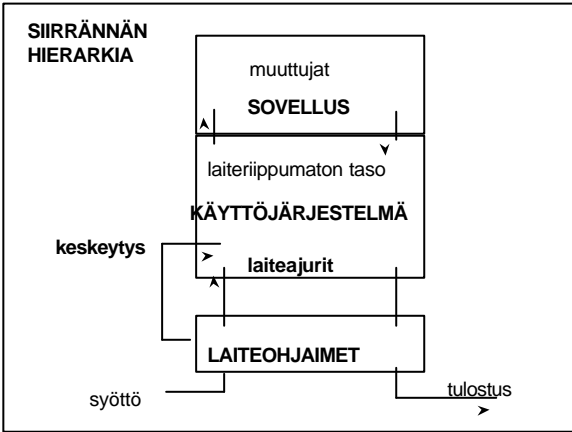 SIIRRÄNNÄN
HIERARKIA
muuttujat
SOVELLUS
laiteriippumaton taso
KÄYTTÖJÄRJESTELMÄ
keskeytys
laiteajurit
LAITEOHJAIMET
syöttö
tulostus